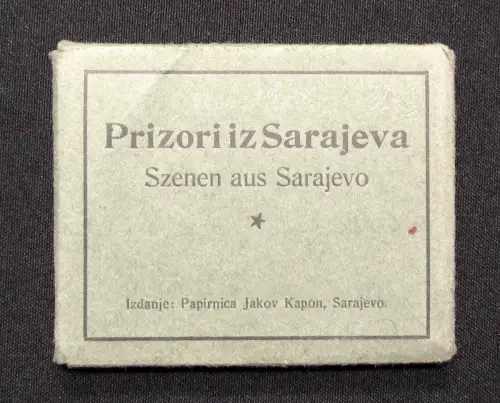 Prizori iz Sarajeva
Szenen aus Sarajevo
Izdanje: Papirnica Jakov Kapon, Sarajevo.